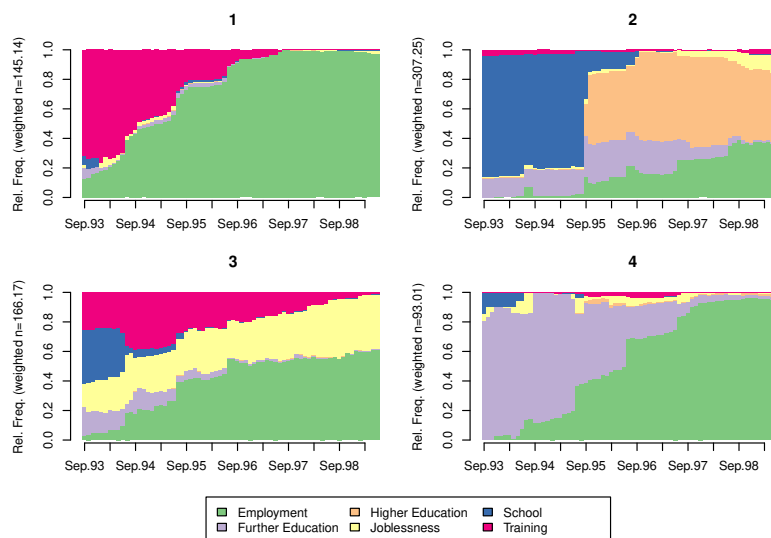 1
Rel. Freq. (weighted n=145.14)
1.0
0.8
0.6
0.4
0.2
0.0
Sep.93 Sep.94 Sep.95 Sep.96 Sep.97 Sep.98
2
Rel. Freq. (weighted n=307.25)
1.0
0.8
0.6
0.4
0.2
0.0
Sep.93 Sep.94 Sep.95 Sep.96 Sep.97 Sep.98
3
Rel. Freq. (weighted n=166.17)
1.0
0.8
0.6
0.4
0.2
0.0
Sep.93 Sep.94 Sep.95 Sep.96 Sep.97 Sep.98
4
Rel. Freq. (weighted n=93.01)
1.0
0.8
0.6
0.4
0.2
0.0
Sep.93 Sep.94 Sep.95 Sep.96 Sep.97 Sep.98
Employment Higher Education School
Further Education Joblessness Training